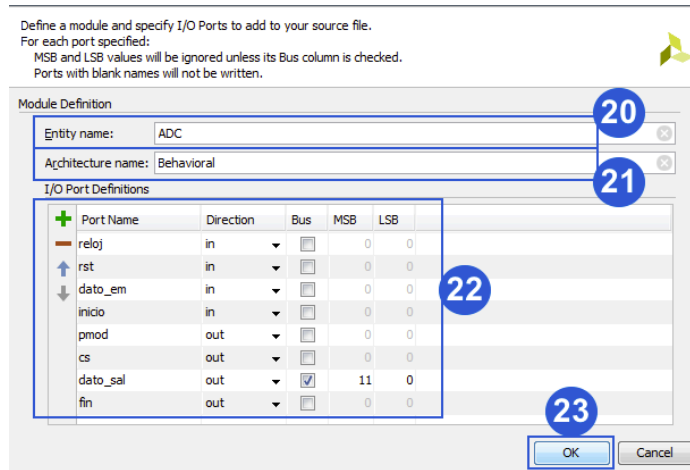 Define a module and specify I/O Ports to add to your source file.
For each port specified:
MSB and LSB values will be ignored unless its Bus column is checked.
Ports with blank names will not be written.
Module Definition
20
Entity name: ADC
Architecture name: Behavioral
21
I/O Port Definitions
Port Name Direction Bus MSB LSB
reloj in 0 0
rst in 0 0
dato_em in 0 0
22
inicio in 0 0
pmod out 0 0
cs out 0 0
dato_sal out 11 0
fin out 0 0
23
OK Cancel